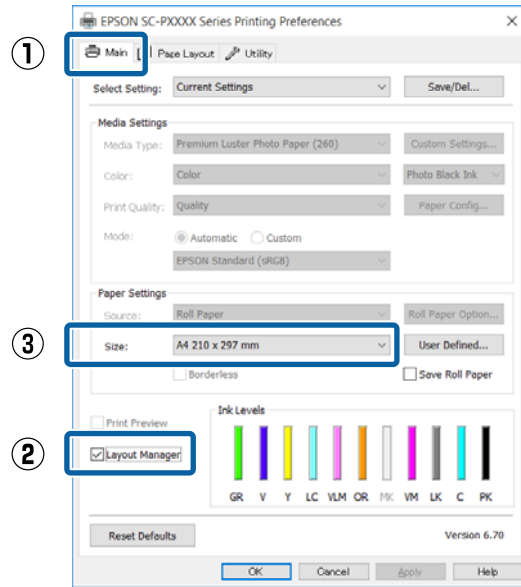 EPSON SC-PXXXX Series Printing Preferences
①
Main Page Layout Utility
Select Setting: Current Settings Save/Del...
Media Settings
Media Type: Premium Luster Photo Paper (260) Custom Settings...
Color: Color Photo Black Ink
Print Quality: Quality Paper Config...
Mode: Automatic Custom
EPSON Standard (sRGB)
Paper Settings
Source: Roll Paper Roll Paper Option...
③
Size: A4 210 x 297 mm User Defined...
Borderless Save Roll Paper
Print Preview
Ink Levels
②
Layout Manager
GR V Y LC VLM OR MK VM LK C PK
Reset Defaults Version 6.70
OK Cancel Apply Help